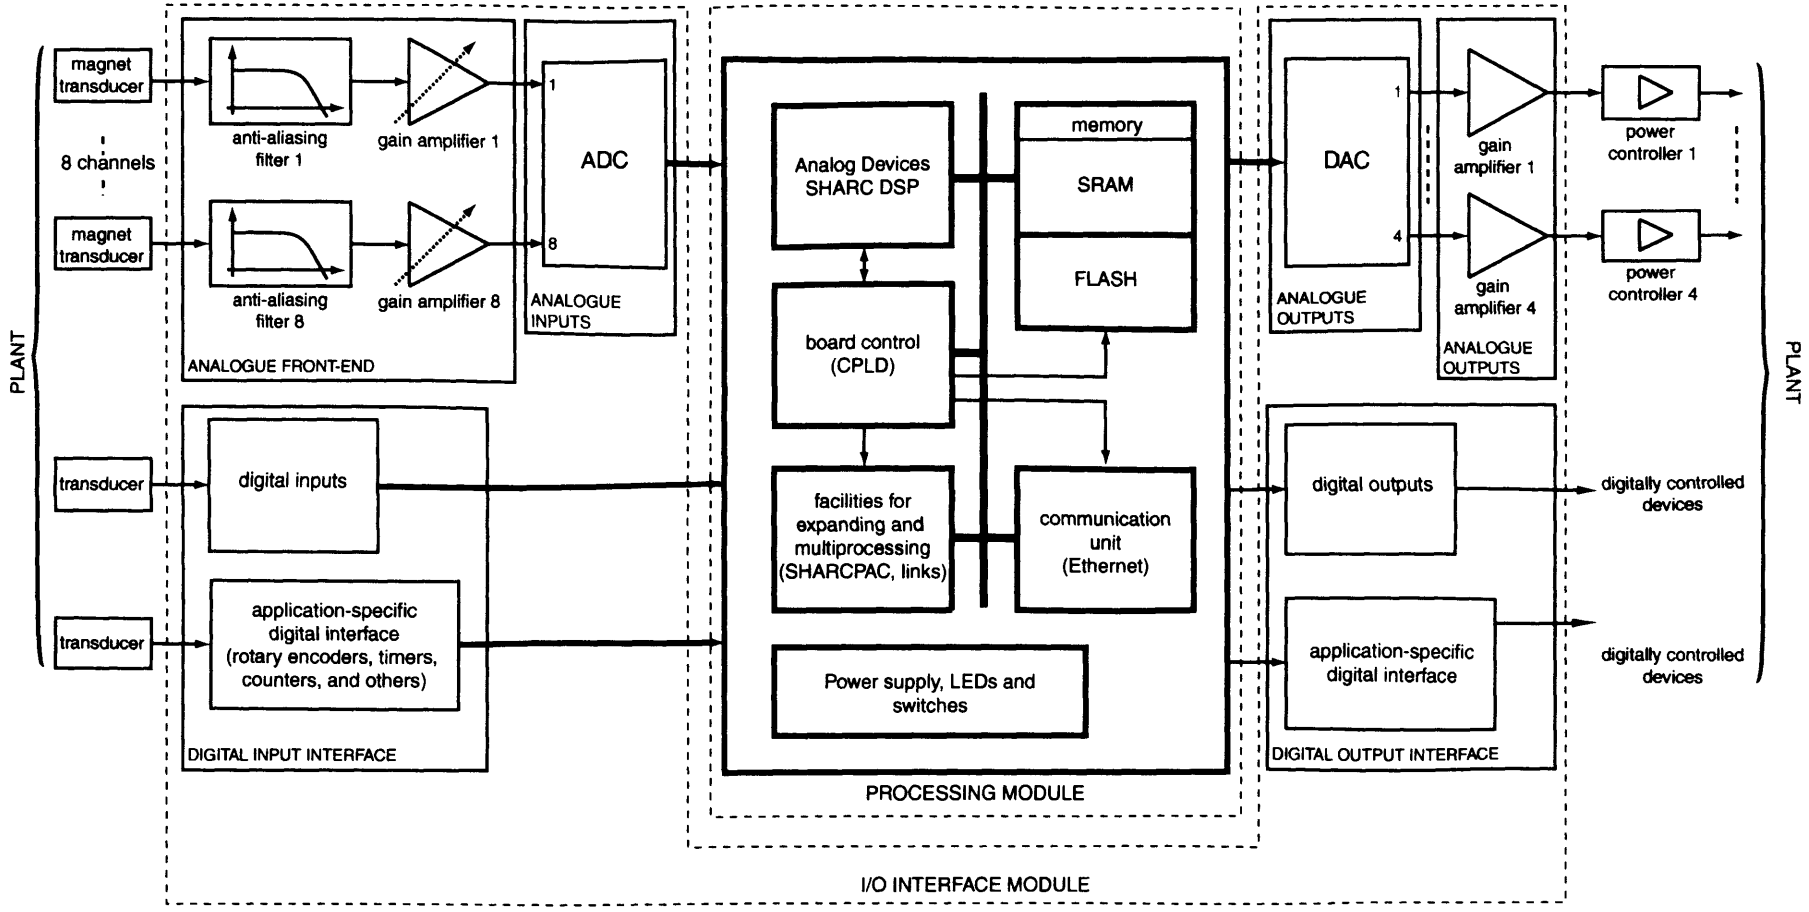 PLANT
magnet
transducer
8 channels
magnet
transducer
transducer
transducer
anti-aliasing
filter 1
gain amplifier 1
anti-aliasing
filter 8
gain amplifier 8
ANALOGUE FRONT-END
1
ADC
8
ANALOGUE
INPUTS
digital inputs
application-specific
digital interface
(rotary encoders, timers,
counters, and others)
DIGITAL INPUT INTERFACE
Analog Devices
SHARC DSP
memory
SRAM
FLASH
board control
(CPLD)
facilities for
expanding and
multiprocessing
(SHARCPAC, links)
communication
unit
(Ethernet)
Power supply, LEDs and
switches
PROCESSING MODULE
DAC
1
4
ANALOGUE
OUTPUTS
gain
amplifier 1
gain
amplifier 4
ANALOGUE
OUTPUTS
power
controller 1
power
controller 4
digital outputs
application-specific
digital interface
DIGITAL OUTPUT INTERFACE
digitally controlled
devices
digitally controlled
devices
PLANT
I/O INTERFACE MODULE